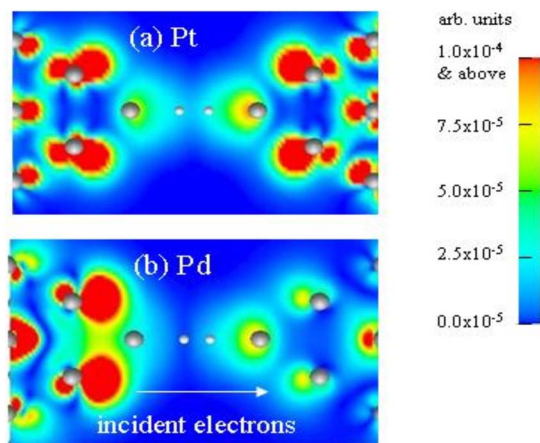 (a) Pt
(b) Pd
incident electrons
arb. units
1.0x10⁻⁴
& above
7.5x10⁻⁵
5.0x10⁻⁵
2.5x10⁻⁵
0.0x10⁻⁵